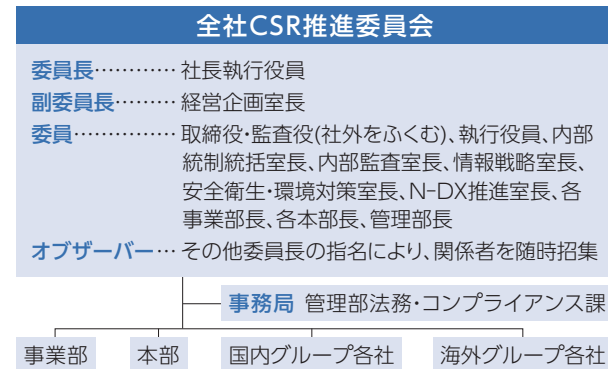 全社CSR推進委員会
委員長………… 社長執行役員
副委員長……… 経営企画室長
委員…………… 取締役・監査役(社外をふくむ)、執行役員、内部
統制統括室長、内部監査室長、情報戦略室長、
安全衛生・環境対策室長、N-DX推進室長、各
事業部長、各本部長、管理部長
オブザーバー… その他委員長の指名により、関係者を随時招集
事務局 管理部法務・コンプライアンス課
事業部 本部 国内グループ各社 海外グループ各社